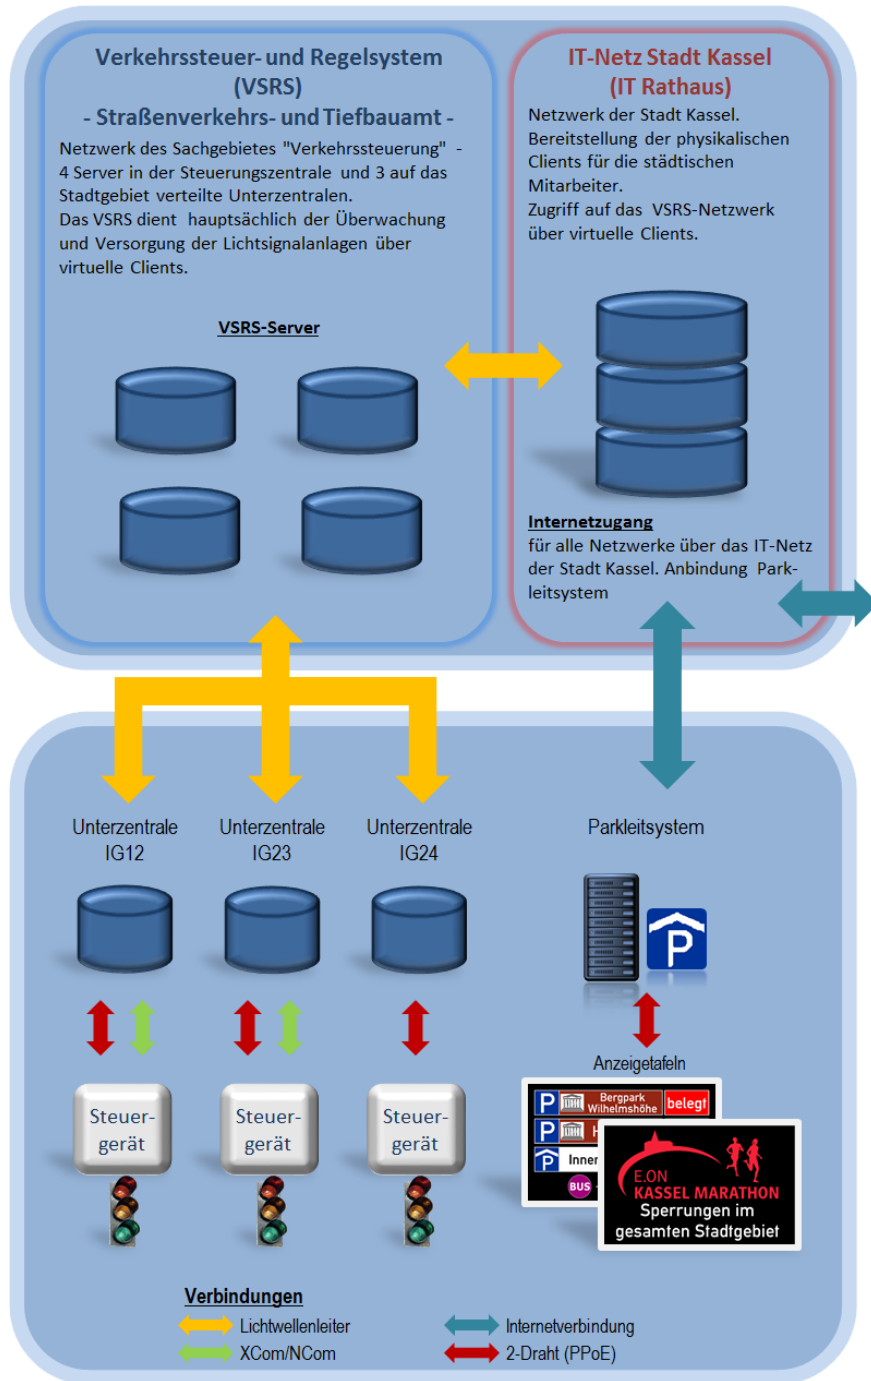 Verkehrssteuer- und Regelsystem
(VSRS)
- Straßenverkehrs- und Tiefbauamt -
Netzwerk des Sachgebietes "Verkehrssteuerung" -
4 Server in der Steuerungszentrale und 3 auf das
Stadtgebiet verteilte Unterzentralen.
Das VSRS dient hauptsächlich der Überwachung
und Versorgung der Lichtsignalanlagen über
virtuelle Clients.
VSRS-Server
IT-Netz Stadt Kassel
(IT Rathaus)
Netzwerk der Stadt Kassel.
Bereitstellung der physikalischen
Clients für die städtischen
Mitarbeiter.
Zugriff auf das VSRS-Netzwerk
über virtuelle Clients.
Internetzugang
für alle Netzwerke über das IT-Netz
der Stadt Kassel. Anbindung Park-
leitsystem
Unterzentrale
IG12
Unterzentrale
IG23
Unterzentrale
IG24
Parkleitsystem
P
Steuer-
gerät
Steuer-
gerät
Steuer-
gerät
Anzeigetafeln
P Bergpark
Wilhelmshöhe belegt
P H
P Inner
BUS
E.ON
KASSEL MARATHON
Sperrungen im
gesamten Stadtgebiet
Verbindungen
Lichtwellenleiter
Internetverbindung
XCom/NCom
2-Draht (PPoE)